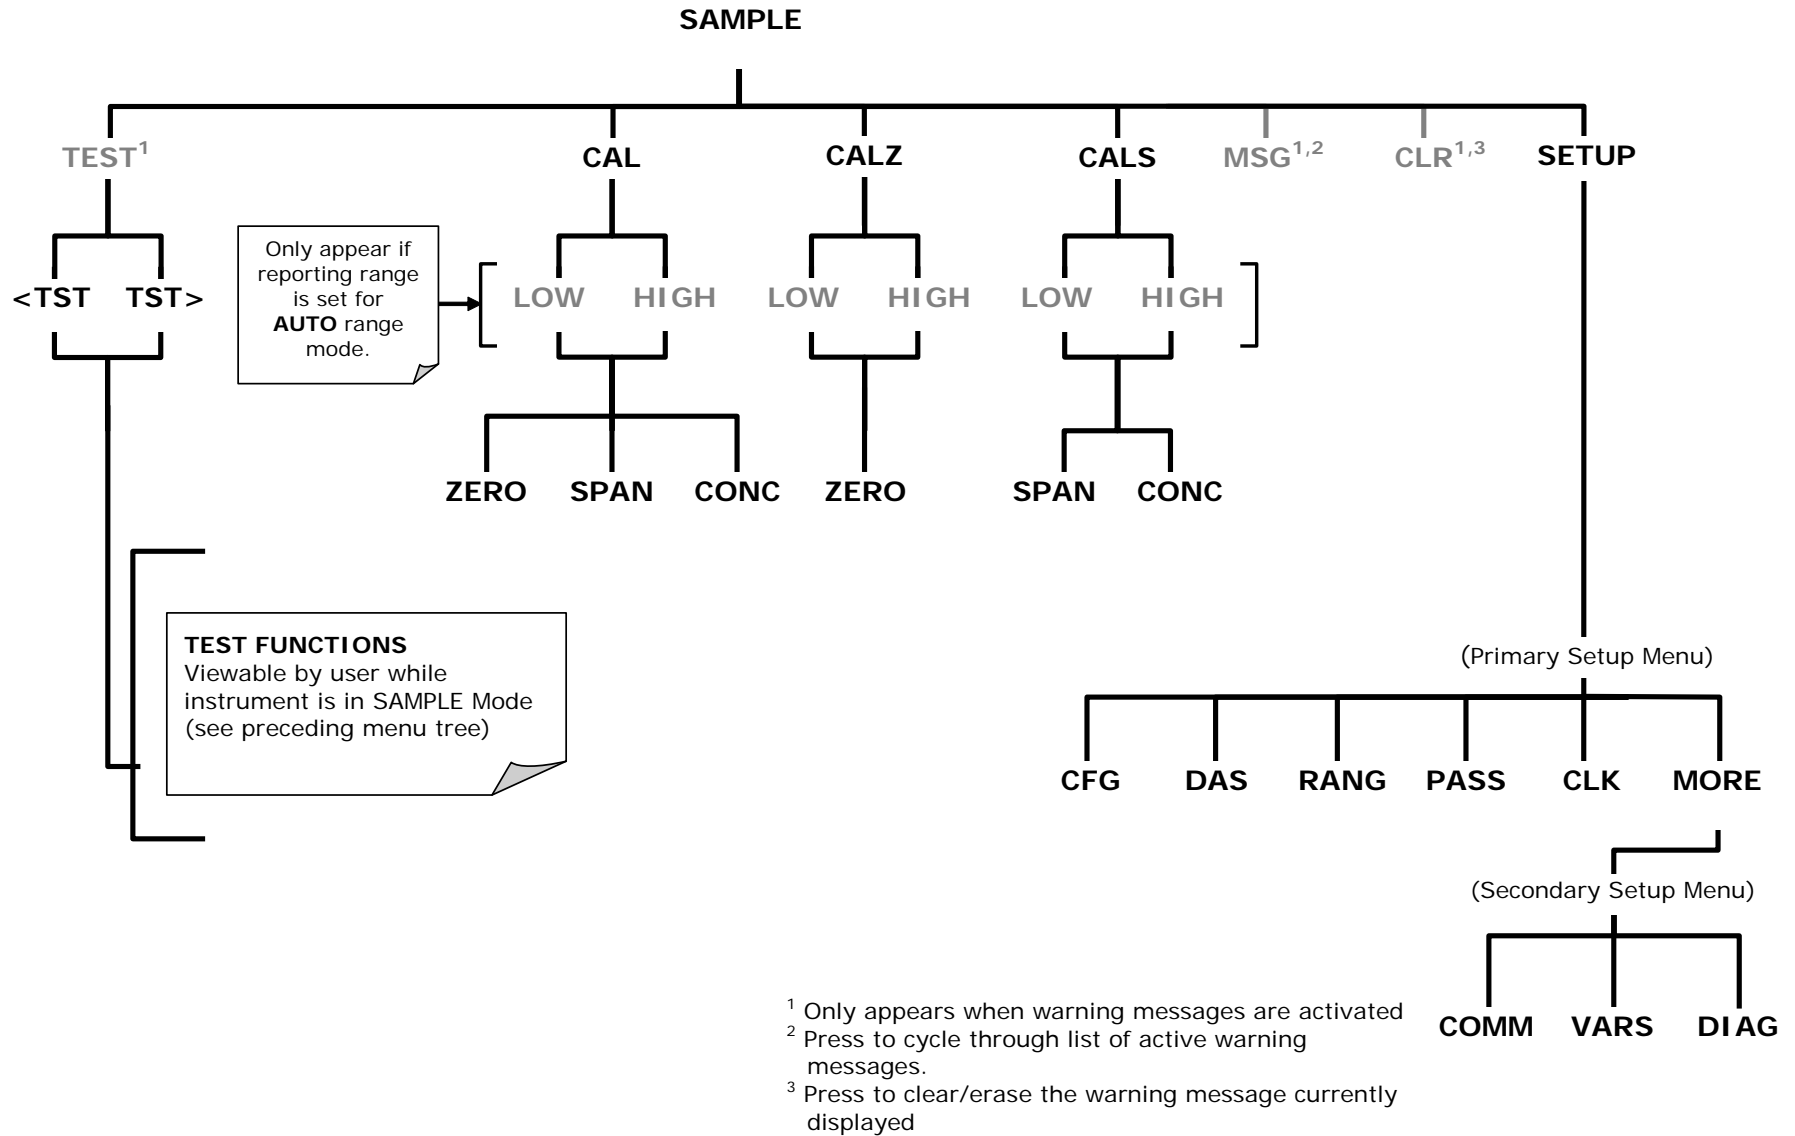 SAMPLE
TEST1 CAL CALZ CALS MSG1,2 CLR1,3 SETUP
Only appear if
reporting range
is set for
AUTO range
mode.
<TST TST> LOW HIGH LOW HIGH LOW HIGH
ZERO SPAN CONC ZERO SPAN CONC
TEST FUNCTIONS
Viewable by user while
instrument is in SAMPLE Mode
(see preceding menu tree)
(Primary Setup Menu)
CFG DAS RANG PASS CLK MORE
(Secondary Setup Menu)
COMM VARS DIAG
1 Only appears when warning messages are activated
2 Press to cycle through list of active warning
messages.
3 Press to clear/erase the warning message currently
displayed